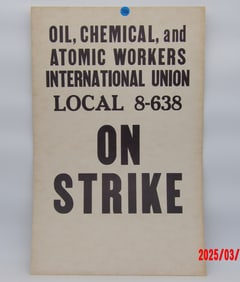 OIL, CHEMICAL, and
ATOMIC WORKERS
INTERNATIONAL UNION
LOCAL 8-638
ON
STRIKE
2025/03/